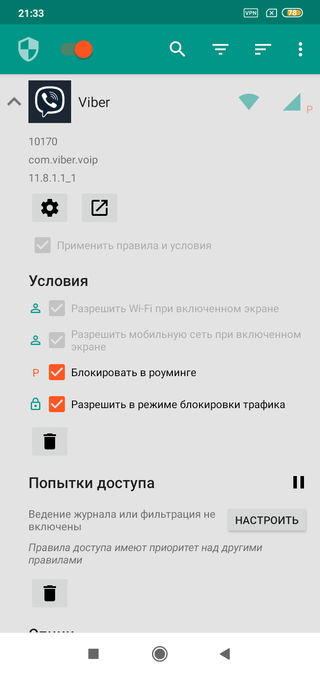 21:33
VPN
78
Viber
P
10170
com.viber.voip
11.8.1.1_1
Применить правила и условия
Условия
Разрешить Wi-Fi при включенном экране
Разрешить мобильную сеть при включенном
экране
P
Блокировать в роуминге
Разрешить в режиме блокировки трафика
Попытки доступа
Ведение журнала или фильтрация не
включены
НАСТРОИТЬ
Правила доступа имеют приоритет над другими
правилами